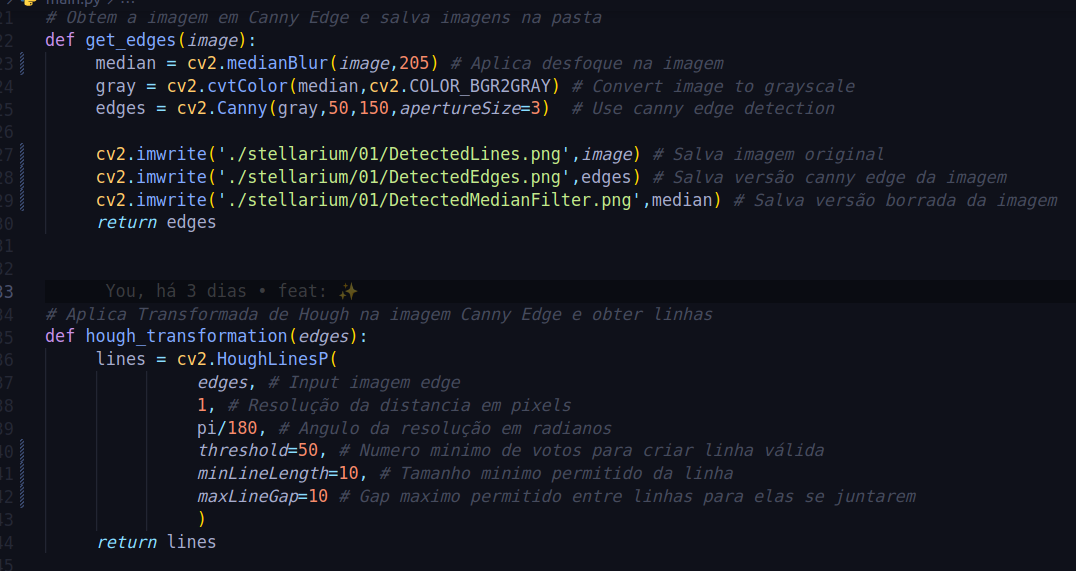 main.py > ...
21 # Obtem a imagem em Canny Edge e salva imagens na pasta
22 def get_edges(image):
23 median = cv2.medianBlur(image,205) # Aplica desfoque na imagem
24 gray = cv2.cvtColor(median,cv2.COLOR_BGR2GRAY) # Convert image to grayscale
25 edges = cv2.Canny(gray,50,150,apertureSize=3) # Use canny edge detection
26
27 cv2.imwrite('./stellarium/01/DetectedLines.png',image) # Salva imagem original
28 cv2.imwrite('./stellarium/01/DetectedEdges.png',edges) # Salva versão canny edge da imagem
29 cv2.imwrite('./stellarium/01/DetectedMedianFilter.png',median) # Salva versão borrada da imagem
30 return edges
31
32
33 You, há 3 dias • feat: ✨
34 # Aplica Transformada de Hough na imagem Canny Edge e obter linhas
35 def hough_transformation(edges):
36 lines = cv2.HoughLinesP(
37 edges, # Input imagem edge
38 1, # Resolução da distancia em pixels
39 pi/180, # Angulo da resolução em radianos
40 threshold=50, # Numero minimo de votos para criar linha válida
41 minLineLength=10, # Tamanho minimo permitido da linha
42 maxLineGap=10 # Gap maximo permitido entre linhas para elas se juntarem
43 )
44 return lines
45